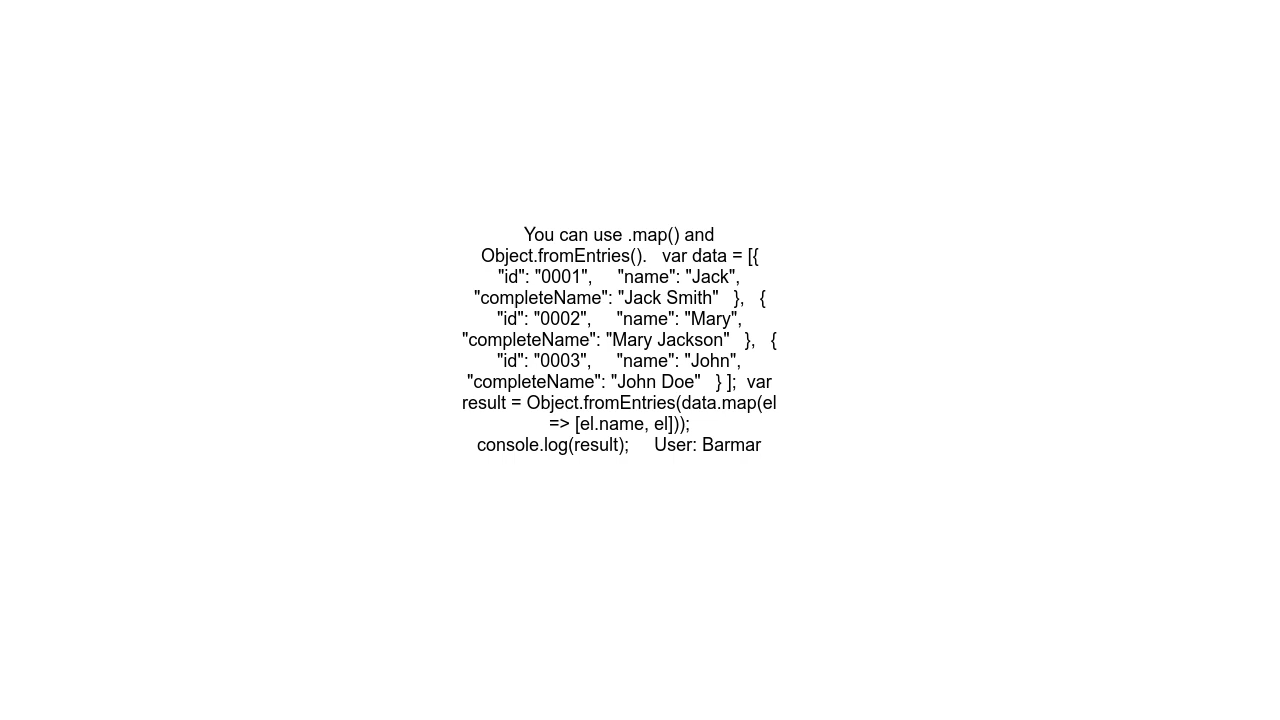 You can use .map() and
Object.fromEntries().   var data = [{
"id": "0001",     "name": "Jack",
"completeName": "Jack Smith"   },   {
"id": "0002",     "name": "Mary",
"completeName": "Mary Jackson"   },   {
"id": "0003",     "name": "John",
"completeName": "John Doe"   } ];  var
result = Object.fromEntries(data.map(el
=> [el.name, el]));
console.log(result);     User: Barmar